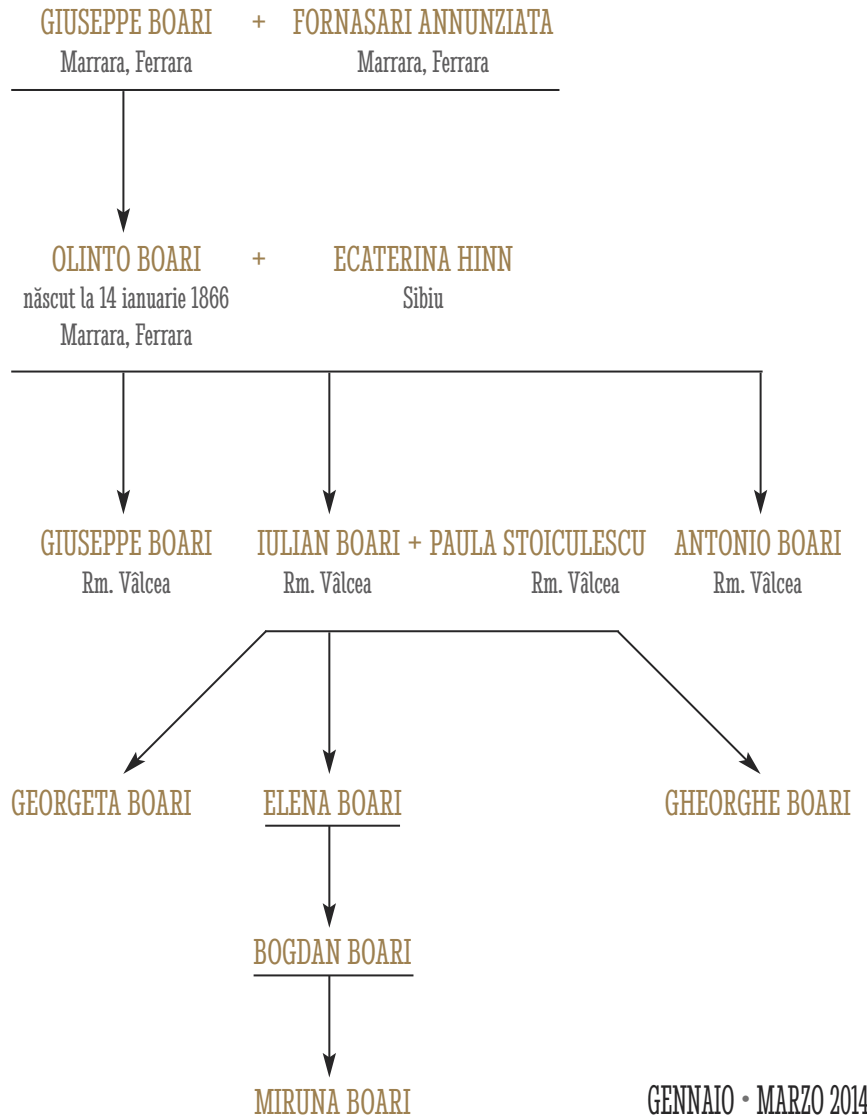 GIUSEPPE BOARI + FORNASARI ANNUNZIATA
Marrara, Ferrara Marrara, Ferrara
OLINTO BOARI + ECATERINA HINN
născut la 14 ianuarie 1866 Sibiu
Marrara, Ferrara
GIUSEPPE BOARI IULIAN BOARI + PAULA STOICULESCU ANTONIO BOARI
Rm. Vâlcea Rm. Vâlcea Rm. Vâlcea Rm. Vâlcea
GEORGETA BOARI ELENA BOARI GHEORGHE BOARI
BOGDAN BOARI
MIRUNA BOARI GENNAIO • MARZO 2014